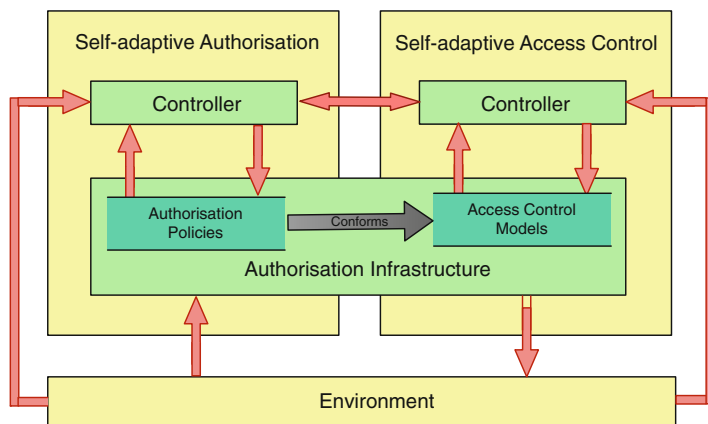 Self-adaptive Authorisation
Self-adaptive Access Control
Controller
Controller
Authorisation
Policies
Conforms
Access Control
Models
Authorisation Infrastructure
Environment